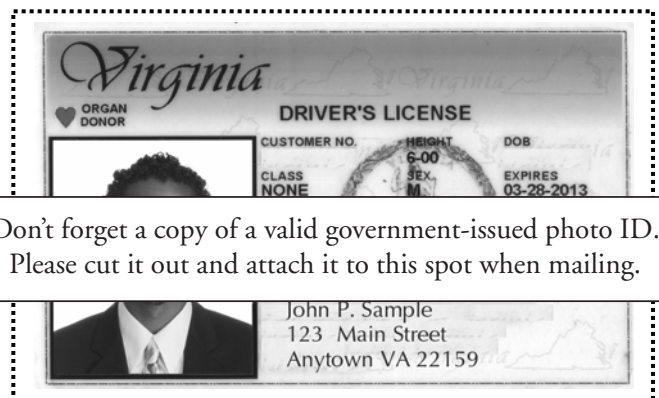 Virginia
ORGAN
DONOR
DRIVER'S LICENSE
CUSTOMER NO.
HEIGHT
6-00
DOB
CLASS
NONE
SEX
M
EXPIRES
03-28-2013
Don't forget a copy of a valid government-issued photo ID.
Please cut it out and attach it to this spot when mailing.
John P. Sample
123 Main Street
Anytown VA 22159